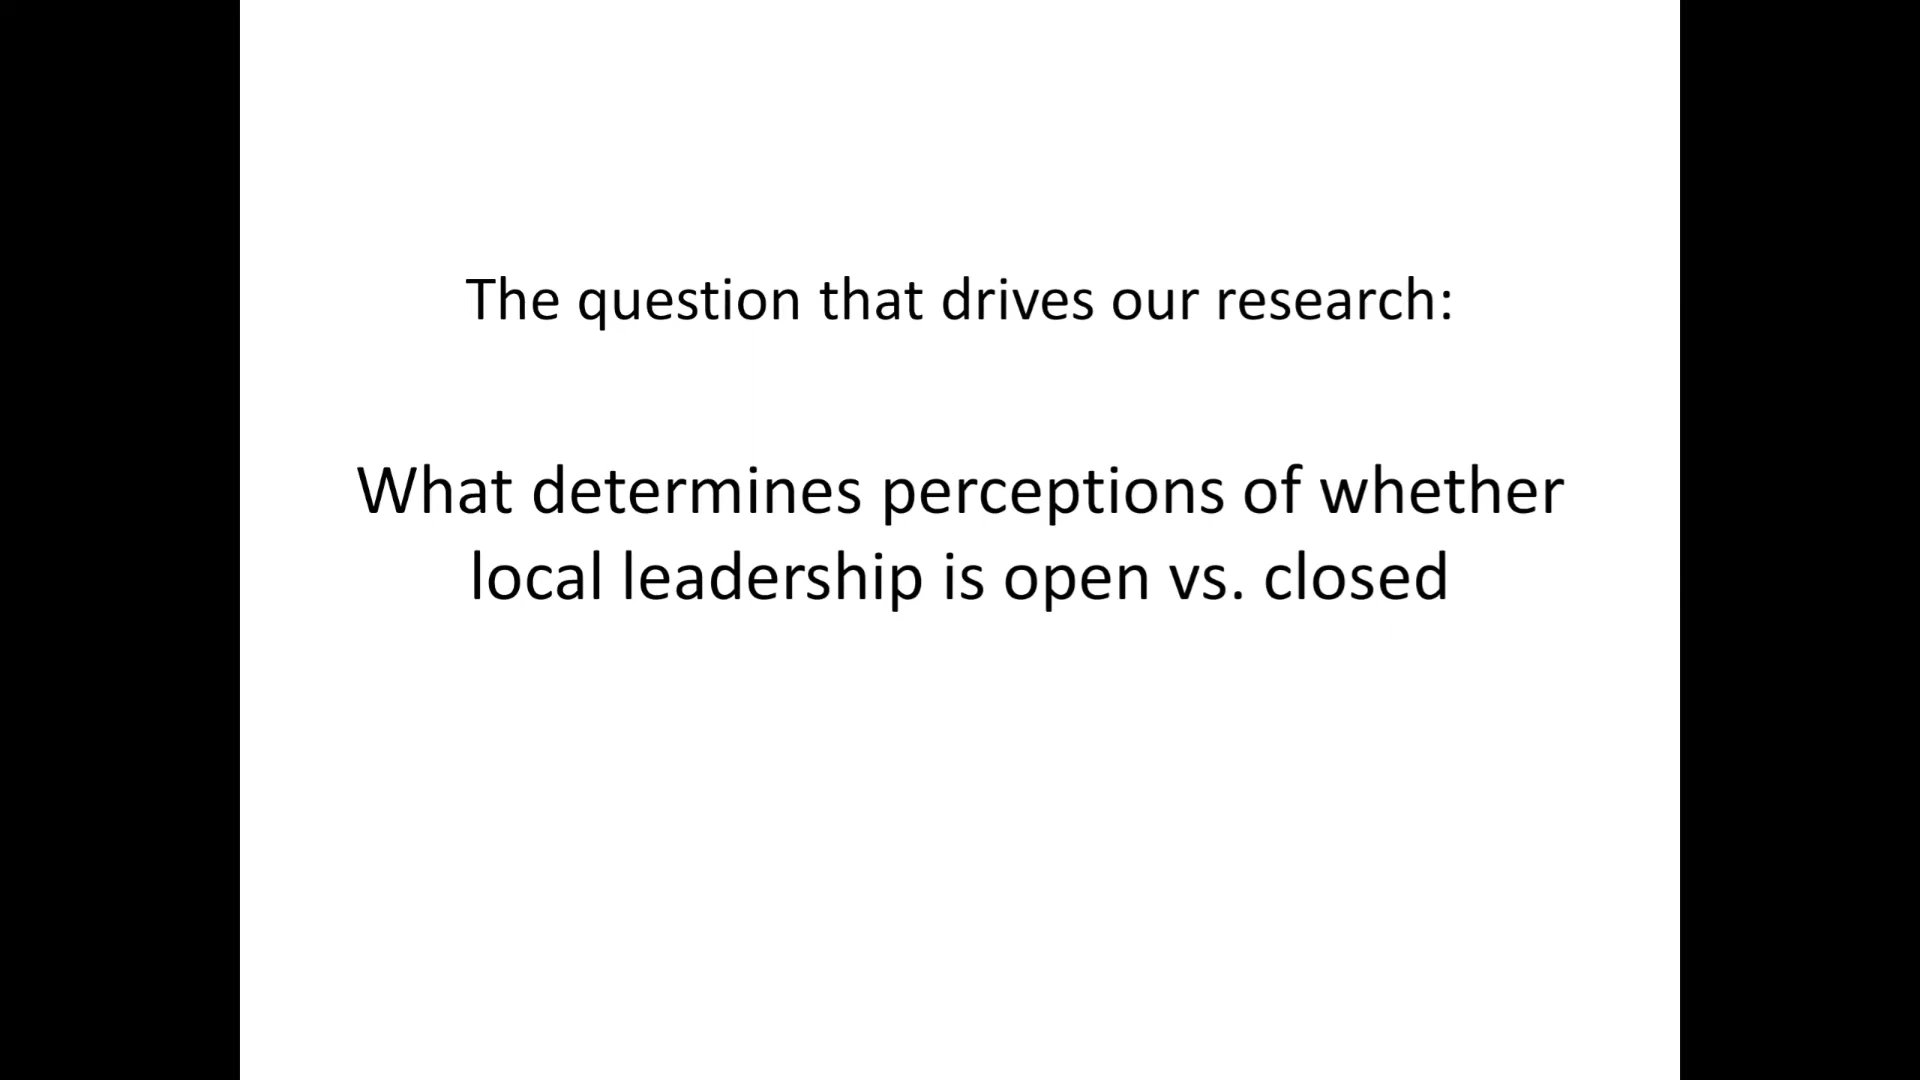 The question that drives our research:
What determines perceptions of whether
local leadership is open vs. closed